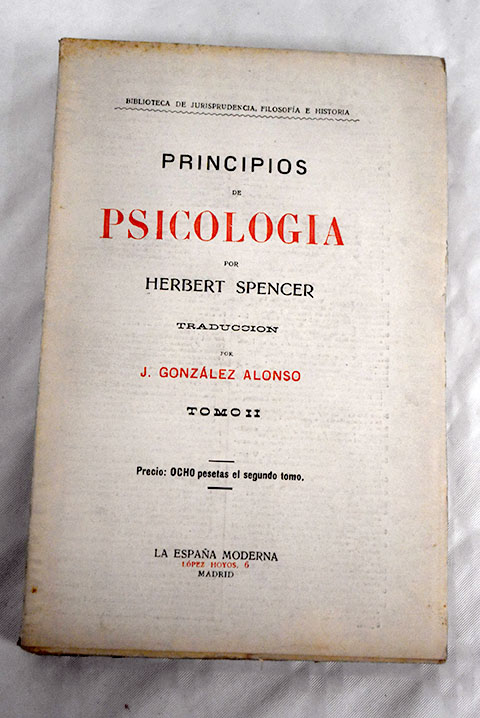 BIBLIOTECA DE JURISPRUDENCIA, FILOSOFÍA E HISTORIA
PRINCIPIOS
DE
PSICOLOGIA
POR
HERBERT SPENCER
TRADUCCION
POR
J. GONZÁLEZ ALONSO
TOMO II
Precio: OCHO pesetas el segundo tomo.
LA ESPAÑA MODERNA
LÓPEZ HOYOS, 6
MADRID